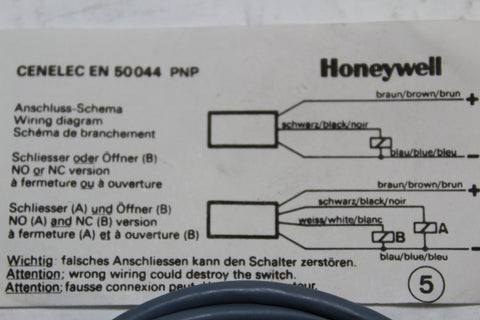 CENELEC EN 50044 PNP
Honeywell
Anschluss-Schema
Wiring diagram
Schéma de branchement
braun/brown/brun +
schwarz/black/noir
blau/blue/bleu −
Schliesser oder Öffner (B)
NO or NC version
à fermeture ou à ouverture
braun/brown/brun +
schwarz/black/noir
weiss/white/blanc
A
B
blau/blue/bleu −
Schliesser (A) und Öffner (B)
NO (A) and NC (B) version
à fermeture (A) et à ouverture (B)
Wichtig: falsches Anschliessen kann den Schalter zerstören.
Attention; wrong wiring could destroy the switch.
Attention; fausse connexion
5